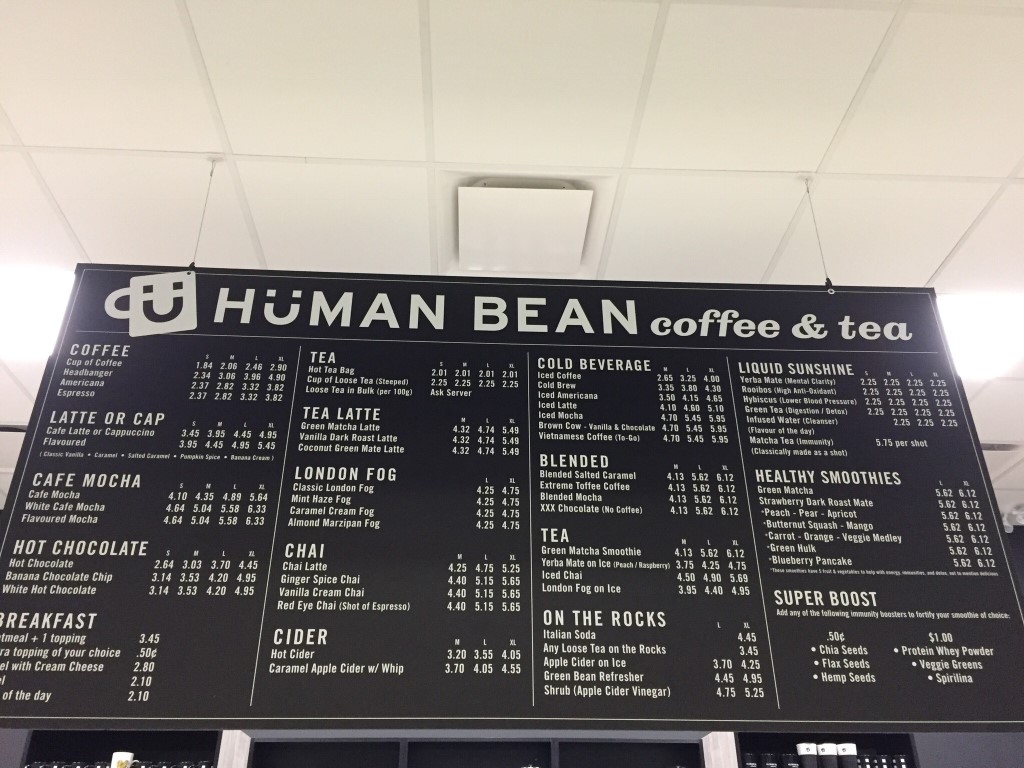 HüMAN BEAN coffee & tea
COFFEE S M L XL
Cup of Coffee 1.84 2.06 2.46 2.90
Headbanger 2.34 3.06 3.96 4.90
Americana 2.37 2.82 3.32 3.82
Espresso 2.37 2.82 3.32 3.82
LATTE OR CAP
Cafe Latte or Cappuccino 3.45 3.95 4.45 4.95
Flavoured 3.95 4.45 4.95 5.45
(Classic Vanilla • Caramel • Salted Caramel • Pumpkin Spice • Banana Cream)
CAFE MOCHA
Cafe Mocha 4.10 4.35 4.89 5.64
White Cafe Mocha 4.64 5.04 5.58 6.33
Flavoured Mocha 4.64 5.04 5.58 6.33
HOT CHOCOLATE S M L XL
Hot Chocolate 2.64 3.03 3.70 4.45
Banana Chocolate Chip 3.14 3.53 4.20 4.95
White Hot Chocolate 3.14 3.53 4.20 4.95
BREAKFAST
tmeal + 1 topping 3.45
ra topping of your choice .50¢
el with Cream Cheese 2.80
el 2.10
of the day 2.10
TEA S M L XL
Hot Tea Bag 2.01 2.01 2.01 2.01
Cup of Loose Tea (Steeped) 2.25 2.25 2.25 2.25
Loose Tea in Bulk (per 100g) Ask Server
TEA LATTE M L XL
Green Matcha Latte 4.32 4.74 5.49
Vanilla Dark Roast Latte 4.32 4.74 5.49
Coconut Green Mate Latte 4.32 4.74 5.49
LONDON FOG L XL
Classic London Fog 4.25 4.75
Mint Haze Fog 4.25 4.75
Caramel Cream Fog 4.25 4.75
Almond Marzipan Fog 4.25 4.75
CHAI M L XL
Chai Latte 4.25 4.75 5.25
Ginger Spice Chai 4.40 5.15 5.65
Vanilla Cream Chai 4.40 5.15 5.65
Red Eye Chai (Shot of Espresso) 4.40 5.15 5.65
CIDER M L XL
Hot Cider 3.20 3.55 4.05
Caramel Apple Cider w/ Whip 3.70 4.05 4.55
COLD BEVERAGE M L XL
Iced Coffee 2.65 3.25 4.00
Cold Brew 3.35 3.80 4.30
Iced Americana 3.50 4.15 4.65
Iced Latte 4.10 4.60 5.10
Iced Mocha 4.70 5.45 5.95
Brown Cow - Vanilla & Chocolate 4.70 5.45 5.95
Vietnamese Coffee (To-Go) 4.70 5.45 5.95
BLENDED M L XL
Blended Salted Caramel 4.13 5.62 6.12
Extreme Toffee Coffee 4.13 5.62 6.12
Blended Mocha 4.13 5.62 6.12
XXX Chocolate (No Coffee) 4.13 5.62 6.12
TEA M L XL
Green Matcha Smoothie 4.13 5.62 6.12
Yerba Mate on Ice (Peach / Raspberry) 3.75 4.25 4.75
Iced Chai 4.50 4.90 5.69
London Fog on Ice 3.95 4.40 4.95
ON THE ROCKS L XL
Italian Soda 4.45
Any Loose Tea on the Rocks 3.45
Apple Cider on Ice 3.70 4.25
Green Bean Refresher 4.45 4.95
Shrub (Apple Cider Vinegar) 4.75 5.25
LIQUID SUNSHINE S M L XL
Yerba Mate (Mental Clarity) 2.25 2.25 2.25 2.25
Rooibos (High Anti-Oxidant) 2.25 2.25 2.25 2.25
Hybiscus (Lower Blood Pressure) 2.25 2.25 2.25 2.25
Green Tea (Digestion / Detox) 2.25 2.25 2.25 2.25
Infused Water (Cleanser) 2.25 2.25 2.25
(Flavour of the day)
Matcha Tea (Immunity) 5.75 per shot
(Classically made as a shot)
HEALTHY SMOOTHIES L XL
Green Matcha 5.62 6.12
Strawberry Dark Roast Mate 5.62 6.12
*Peach - Pear - Apricot 5.62 6.12
*Butternut Squash - Mango 5.62 6.12
*Carrot - Orange - Veggie Medley 5.62 6.12
*Green Hulk 5.62 6.12
*Blueberry Pancake 5.62 6.12
SUPER BOOST
Add any of the following immunity boosters to fortify your smoothie of choice:
.50¢ $1.00
• Chia Seeds • Protein Whey Powder
• Flax Seeds • Veggie Greens
• Hemp Seeds • Spirilina